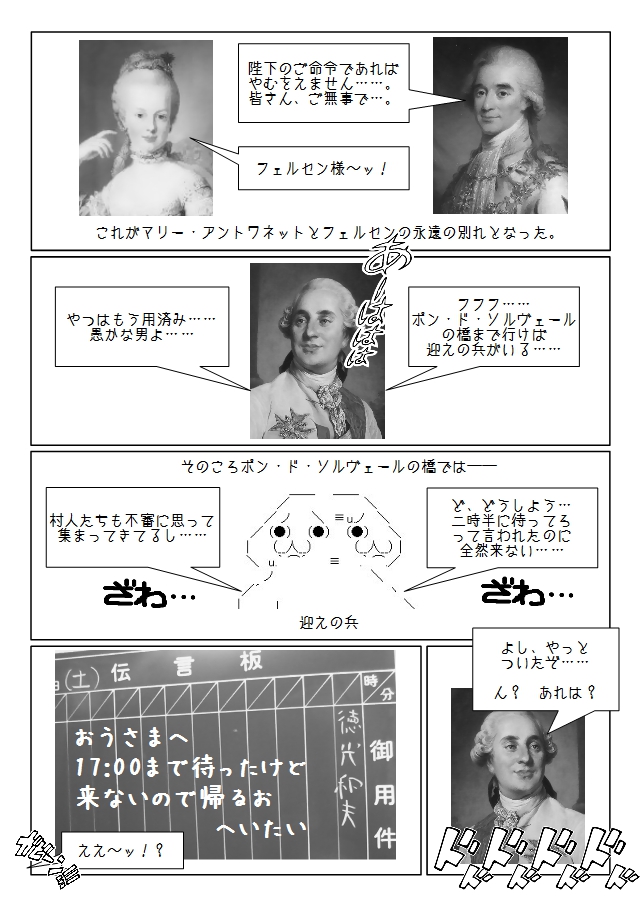 陛下のご命令であれば
やむをえません……。
皆さん、ご無事で…。
フェルセン様～ッ！
これがマリー・アントワネットとフェルセンの永遠の別れとなった。
あーはははは
フフフ……
ポン・ド・ソルヴェール
の橋まで行けば
迎えの兵がいる……
やつはもう用済み……
愚かな男よ……
そのころポン・ド・ソルヴェールの橋では――
ど、どうしよう…
二時半に待ってろ
って言われたのに
全然来ない……
村人たちも不審に思って
集まってきてるし……
ざわ…
ざわ…
迎えの兵
よし、やっと
ついたぞ……
ん？　あれは？
ドドドドドドドド
伝言板
(土)
時分
御用件
おうさまへ
17:00まで待ったけど
来ないので帰るお
へいたい
ええ～ッ！？